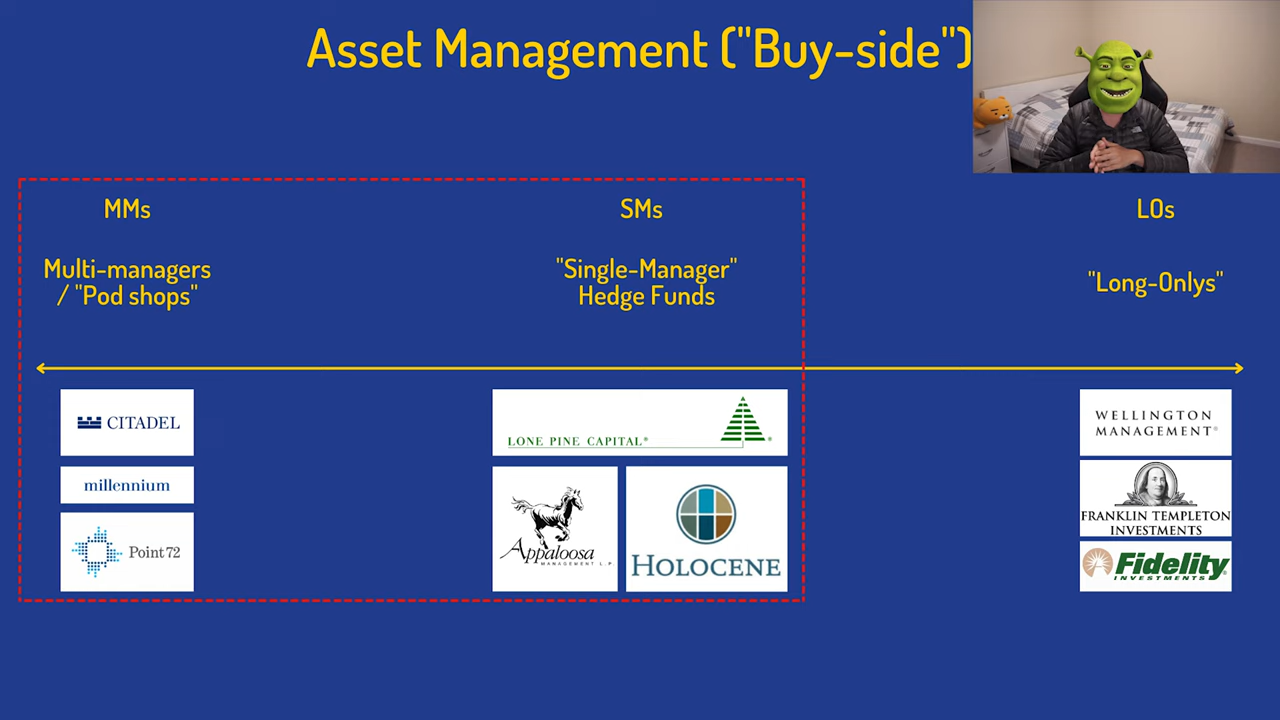 Asset Management ("Buy-side")
MMs
SMs
LOs
Multi-managers
/ "Pod shops"
"Single-Manager"
Hedge Funds
"Long-Onlys"
CITADEL
millennium
Point72
LONE PINE CAPITAL®
Appaloosa
MANAGEMENT L.P.
HOLOCENE
WELLINGTON
MANAGEMENT®
FRANKLIN TEMPLETON
INVESTMENTS
Fidelity
INVESTMENTS